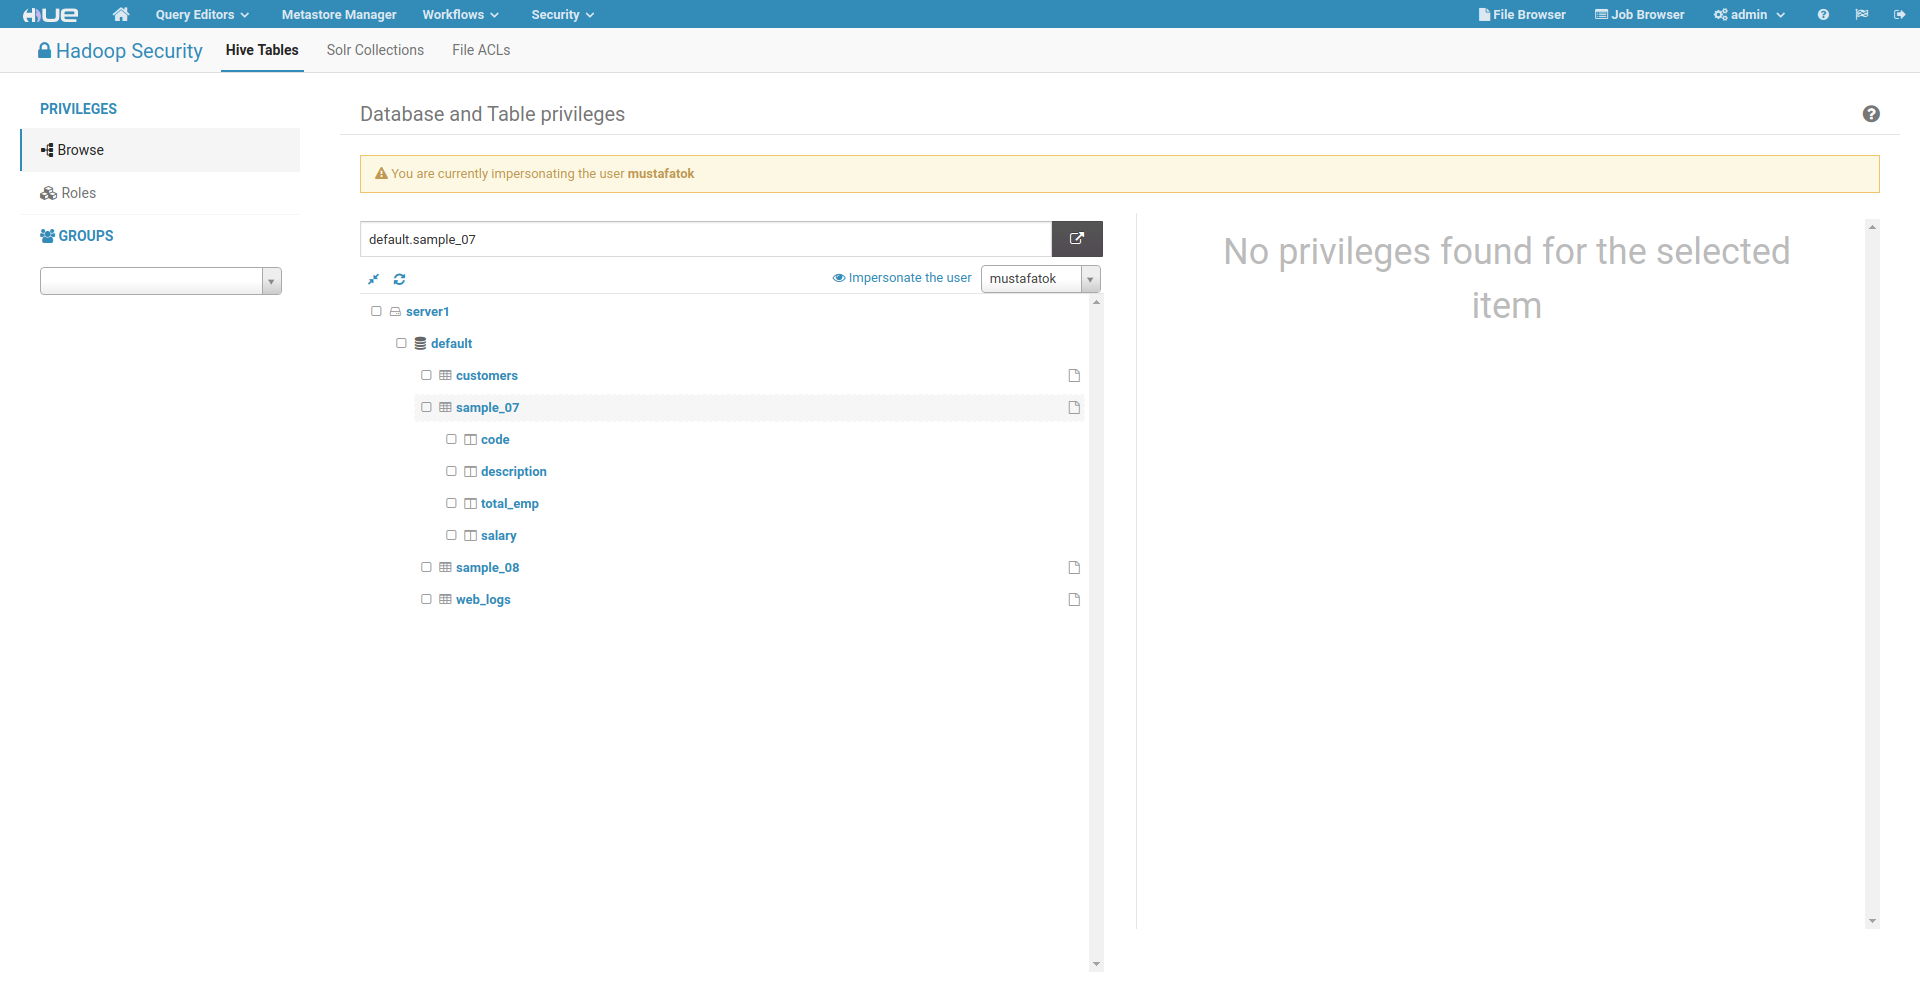 HUE Query Editors Metastore Manager Workflows Security File Browser Job Browser admin
Hadoop Security Hive Tables Solr Collections File ACLs
PRIVILEGES
Browse
Roles
GROUPS
Database and Table privileges
You are currently impersonating the user mustafatok
default.sample_07
Impersonate the user mustafatok
server1
default
customers
sample_07
code
description
total_emp
salary
sample_08
web_logs
No privileges found for the selected
item